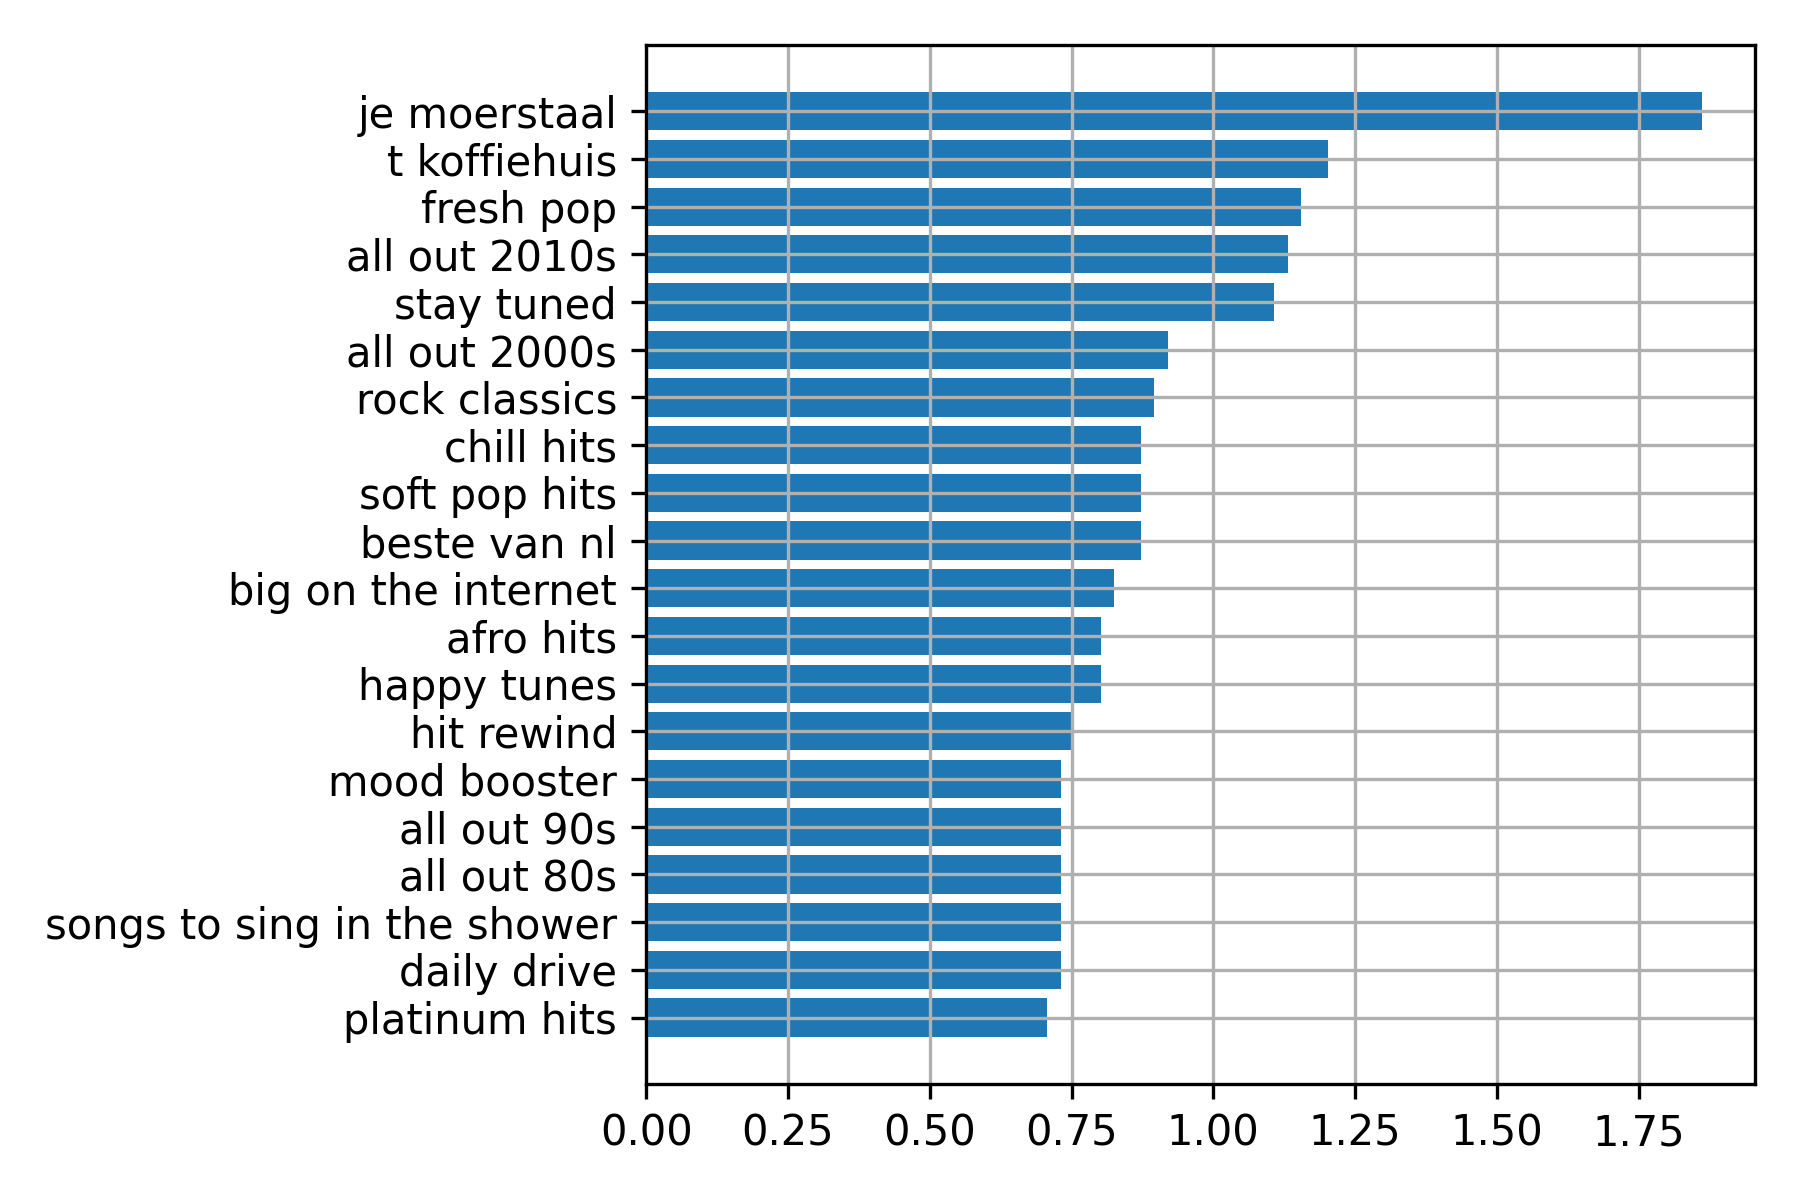 je moerstaal
t koffiehuis
fresh pop
all out 2010s
stay tuned
all out 2000s
rock classics
chill hits
soft pop hits
beste van nl
big on the internet
afro hits
happy tunes
hit rewind
mood booster
all out 90s
all out 80s
songs to sing in the shower
daily drive
platinum hits
0.00 0.25 0.50 0.75 1.00 1.25 1.50 1.75